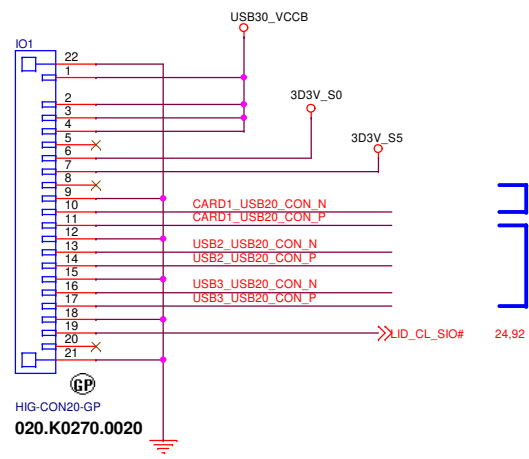 USB30_VCCB
IO1
22
1
3D3V_S0
2
3
4
3D3V_S5
5
6
7
8
9
10 CARD1_USB20_CON_N
11 CARD1_USB20_CON_P
12
13 USB2_USB20_CON_N
14 USB2_USB20_CON_P
15
16 USB3_USB20_CON_N
17 USB3_USB20_CON_P
18
19 LID_CL_SIO# 24,92
20
21
GP
HIG-CON20-GP
020.K0270.0020